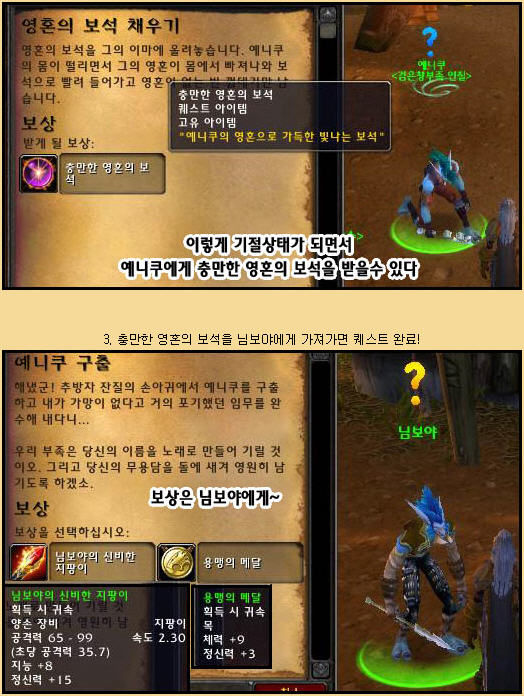 영혼의 보석 채우기
영혼의 보석을 그의 이마에 올려놓습니다. 예니쿠
의 몸이 떨리면서 그의 영혼이 몸에서 빠져나와 보
석으로 빨려 들어가고 영혼이 없는 빈 껍데기만 남
습니다.
보상
받게 될 보상:
충만한 영혼의 보
석
충만한 영혼의 보석
퀘스트 아이템
고유 아이템
"예니쿠의 영혼으로 가득한 빛나는 보석"
?
예니쿠
<검은창부족 인질>
이렇게 기절상태가 되면서
예니쿠에게 충만한 영혼의 보석을 받을수 있다
3. 충만한 영혼의 보석을 님보야에게 가져가면 퀘스트 완료!
예니쿠 구출
해냈군! 추방자 잔질의 손아귀에서 예니쿠를 구출
하고 내가 가망이 없다고 거의 포기했던 임무를 완
수해 내다니...
우리 부족은 당신의 이름을 노래로 만들어 기릴 것
이오. 그리고 당신의 무용담을 돌에 새겨 영원히 남
기도록 하겠소.
보상은 님보야에게~
보상
보상을 선택하십시오:
님보야의 신비한
지팡이
용맹의 메달
님보야의 신비한 지팡이
획득 시 귀속
양손 장비 지팡이
공격력 65 - 99 속도 2.30
(초당 공격력 35.7)
지능 +8
정신력 +15
용맹의 메달
획득 시 귀속
목
체력 +9
정신력 +3
?
님보야